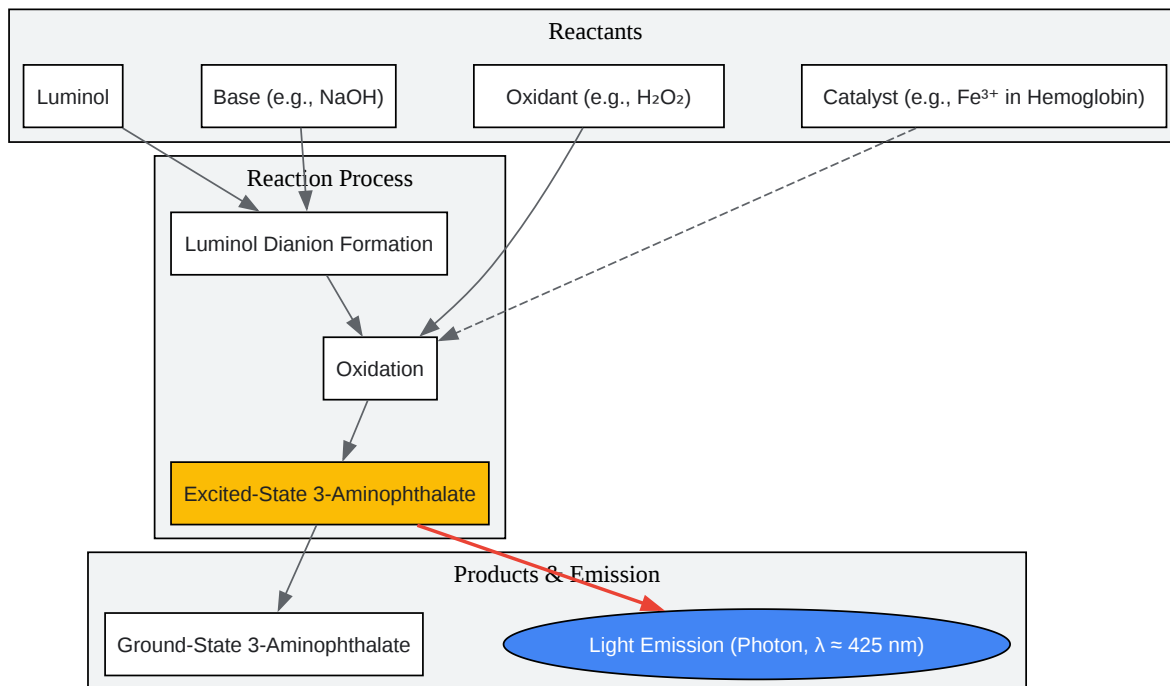 Reactants
Luminol
Base (e.g., NaOH)
Oxidant (e.g., H₂O₂)
Catalyst (e.g., Fe³⁺ in Hemoglobin)
Reaction Process
Luminol Dianion Formation
Oxidation
Excited-State 3-Aminophthalate
Products & Emission
Ground-State 3-Aminophthalate
Light Emission (Photon, λ ≈ 425 nm)